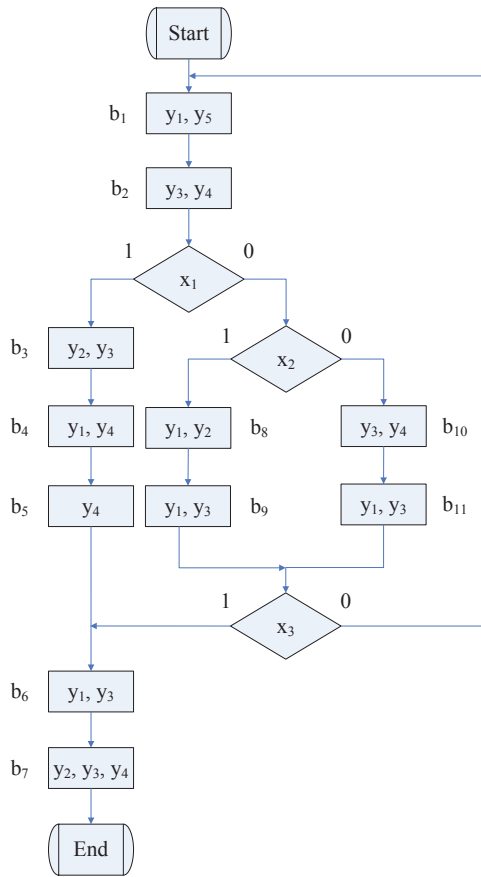 Start
b₁ y₁, y₅
b₂ y₃, y₄
1 x₁ 0
b₃ y₂, y₃
1 x₂ 0
b₄ y₁, y₄
y₁, y₂ b₈
y₃, y₄ b₁₀
b₅ y₄
y₁, y₃ b₉
y₁, y₃ b₁₁
1 x₃ 0
b₆ y₁, y₃
b₇ y₂, y₃, y₄
End